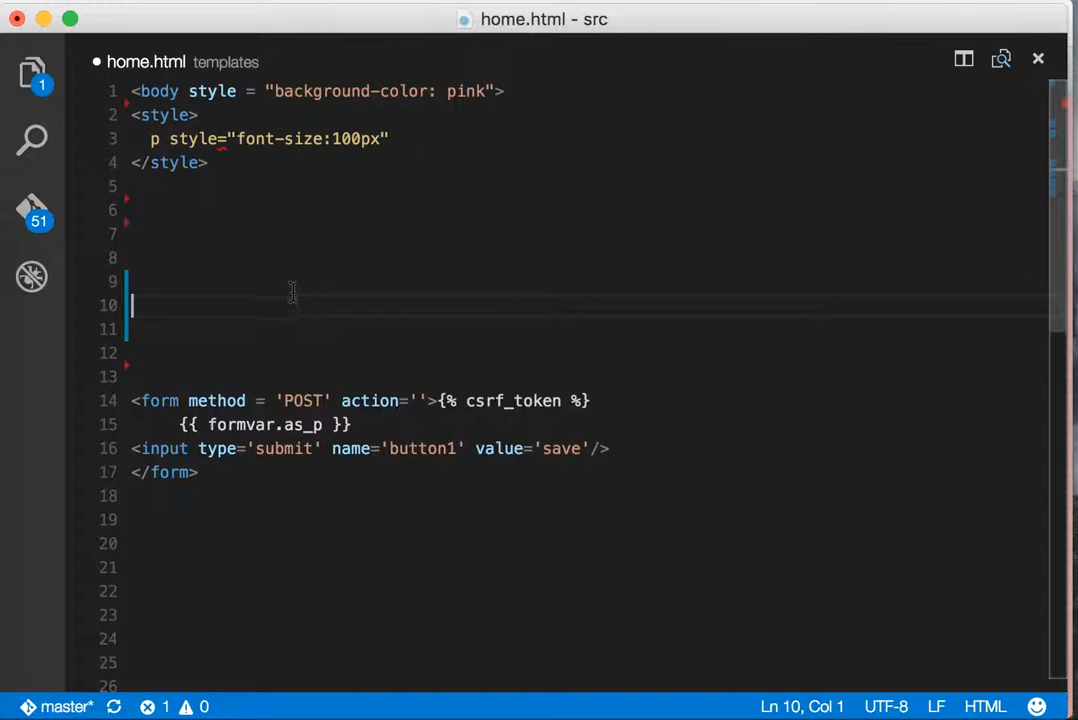 home.html - src
home.html templates
1
1 <body style = "background-color: pink">
2 <style>
3 p style="font-size:100px"
4 </style>
5
6
7
51
8
9
10
11
12
13
14 <form method = 'POST' action=''>{% csrf_token %}
15 {{ formvar.as_p }}
16 <input type='submit' name='button1' value='save'/>
17 </form>
18
19
20
21
22
23
24
25
26
master* 1 0 Ln 10, Col 1 UTF-8 LF HTML